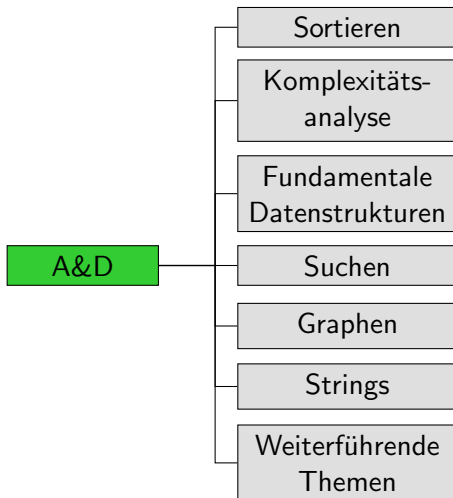 Sortieren
Komplexitäts-
analyse
Fundamentale
Datenstrukturen
A&D
Suchen
Graphen
Strings
Weiterführende
Themen